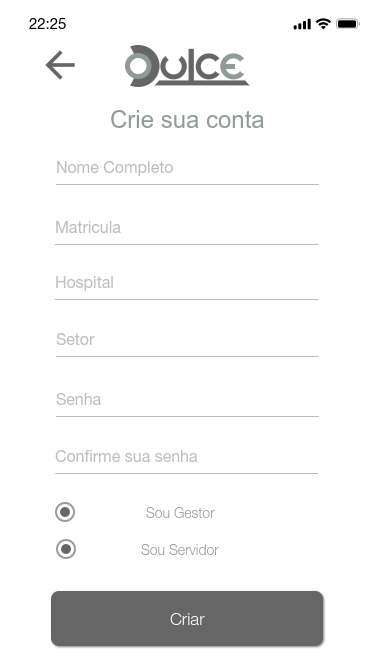 22:25
Dulce
Crie sua conta
Nome Completo
Matricula
Hospital
Setor
Senha
Confirme sua senha
Sou Gestor
Sou Servidor
Criar